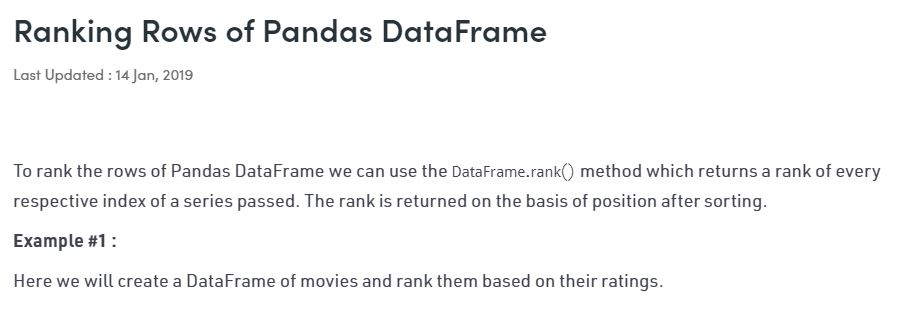 Ranking Rows of Pandas DataFrame
Last Updated : 14 Jan, 2019
To rank the rows of Pandas DataFrame we can use the DataFrame.rank() method which returns a rank of every
respective index of a series passed. The rank is returned on the basis of position after sorting.
Example #1 :
Here we will create a DataFrame of movies and rank them based on their ratings.